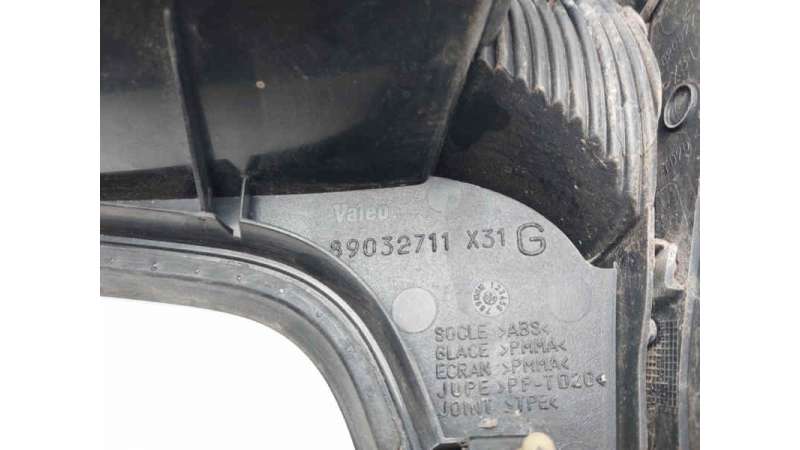 Valeo
89032711 X31 G
SOCLE >ABS<
GLACE >PMMA<
ECRAN >PMMA<
JUPE >PP-TD20<
JOINT >TPE<